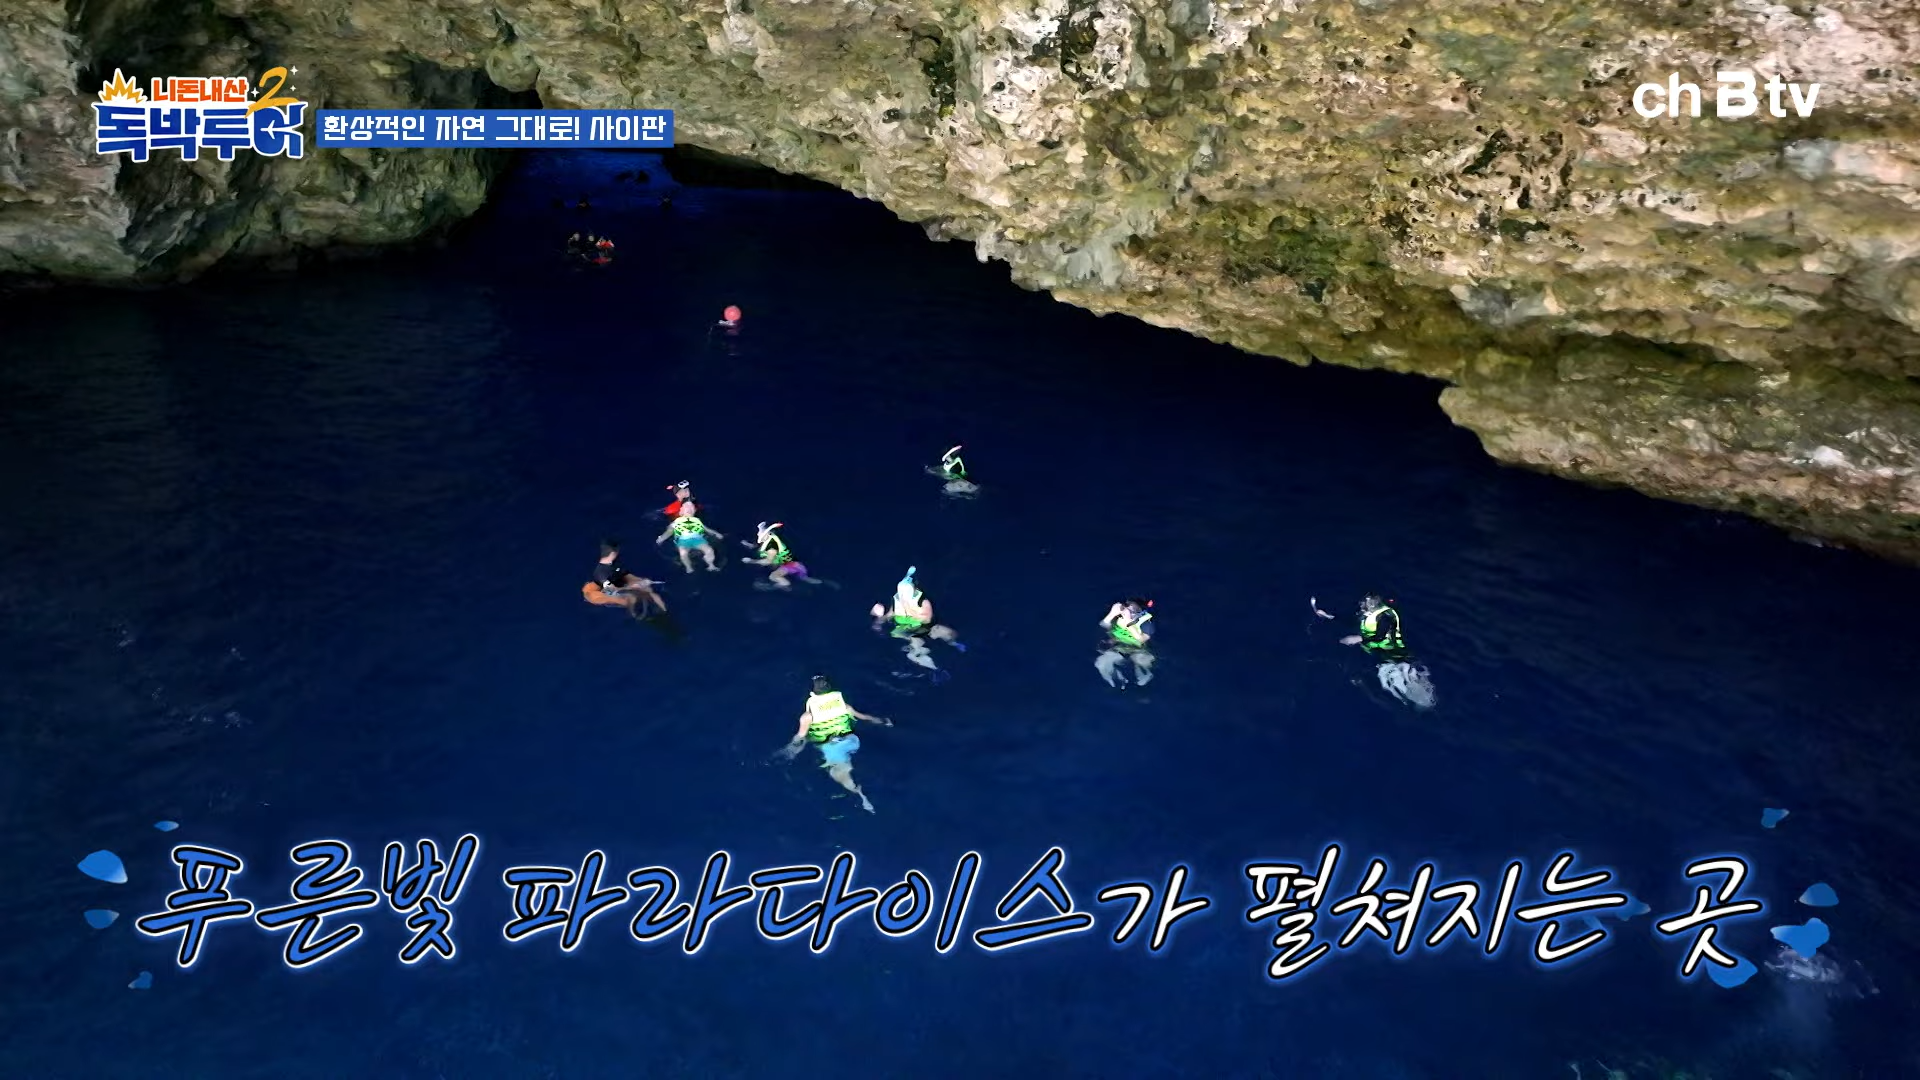 니돈내산 2
독박투어
환상적인 자연 그대로! 사이판
ch B tv
푸른빛 파라다이스가 펼쳐지는 곳